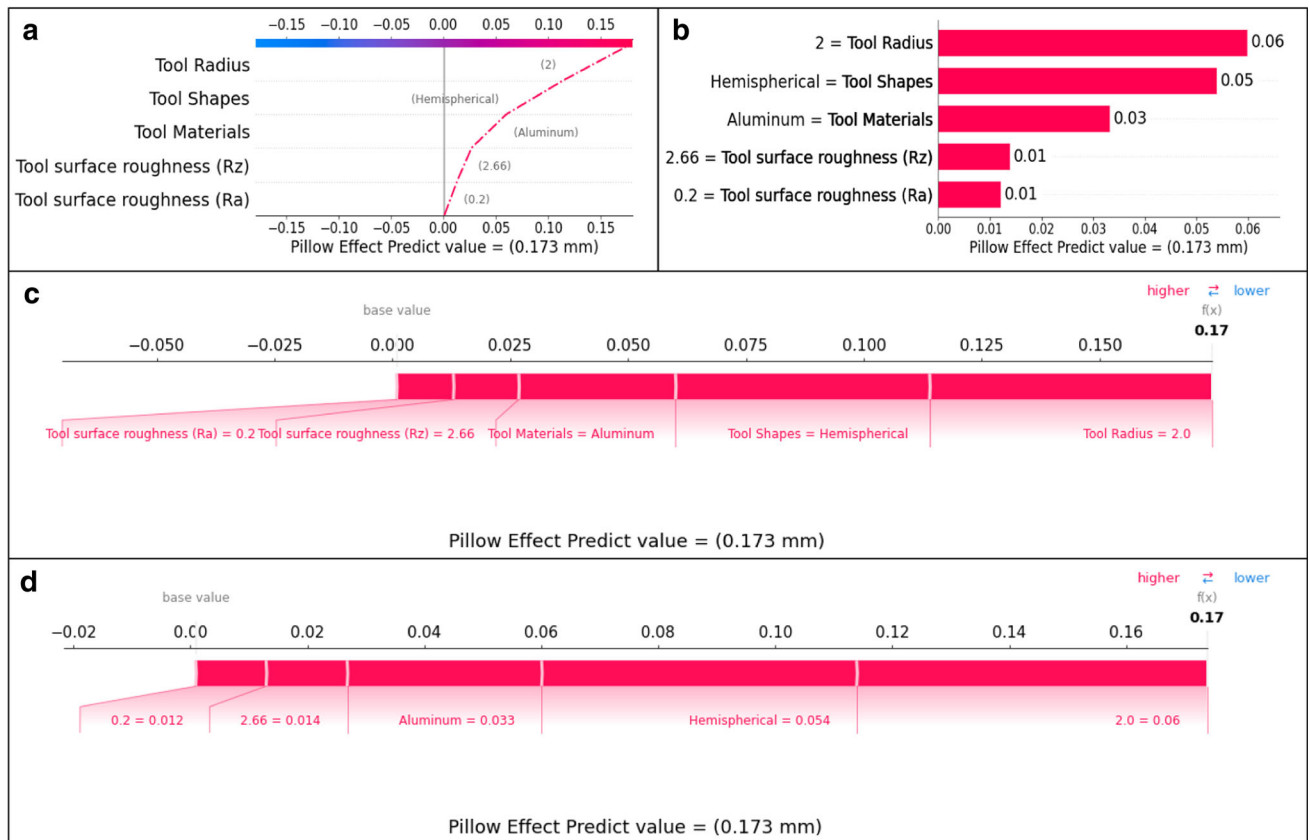 a
−0.15 −0.10 −0.05 0.00 0.05 0.10 0.15
Tool Radius (2)
Tool Shapes (Hemispherical)
Tool Materials (Aluminum)
Tool surface roughness (Rz) (2.66)
Tool surface roughness (Ra) (0.2)
−0.15 −0.10 −0.05 0.00 0.05 0.10 0.15
Pillow Effect Predict value = (0.173 mm)
b
2 = Tool Radius 0.06
Hemispherical = Tool Shapes 0.05
Aluminum = Tool Materials 0.03
2.66 = Tool surface roughness (Rz) 0.01
0.2 = Tool surface roughness (Ra) 0.01
0.00 0.01 0.02 0.03 0.04 0.05 0.06
Pillow Effect Predict value = (0.173 mm)
c
higher ⇄ lower
base value f(x)
0.17
−0.050 −0.025 0.000 0.025 0.050 0.075 0.100 0.125 0.150
Tool surface roughness (Ra) = 0.2 Tool surface roughness (Rz) = 2.66 Tool Materials = Aluminum Tool Shapes = Hemispherical Tool Radius = 2.0
Pillow Effect Predict value = (0.173 mm)
d
higher ⇄ lower
base value f(x)
0.17
−0.02 0.00 0.02 0.04 0.06 0.08 0.10 0.12 0.14 0.16
0.2 = 0.012 2.66 = 0.014 Aluminum = 0.033 Hemispherical = 0.054 2.0 = 0.06
Pillow Effect Predict value = (0.173 mm)